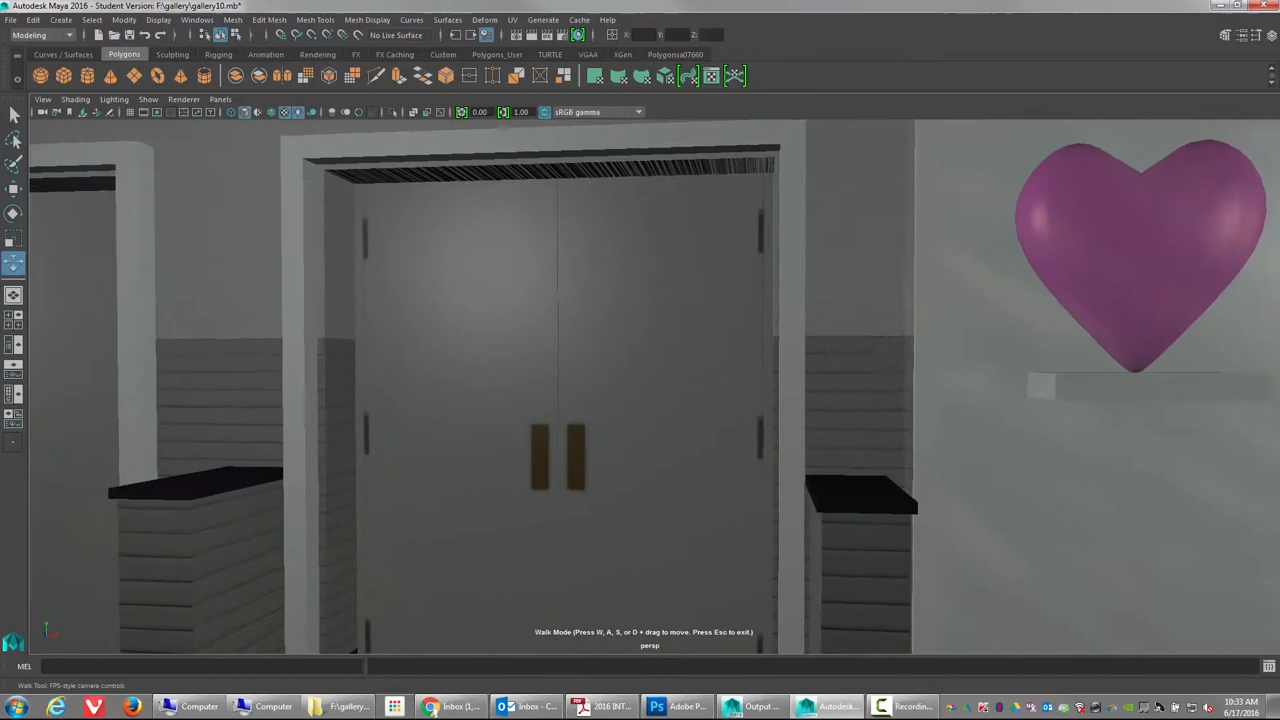 Autodesk Maya 2016 - Student Version: F:\gallery\gallery10.mb*
File Edit Create Select Modify Display Windows Mesh Edit Mesh Mesh Tools Mesh Display Curves Surfaces Deform UV Generate Cache Help
Modeling No Live Surface X: Y: Z:
Curves / Surfaces Polygons Sculpting Rigging Animation Rendering FX FX Caching Custom Polygons_User TURTLE VGAA XGen Polygonsa07660
View Shading Lighting Show Renderer Panels
0.00 1.00 sRGB gamma
Walk Mode (Press W, A, S, or D + drag to move. Press Esc to exit.)
persp
MEL
Walk Tool: FPS-style camera controls
Computer Computer F:\gallery... Inbox (1,... Inbox - C... 2016 INT... Adobe P... Output ... Autodesk... Recording...
10:33 AM
6/17/2016